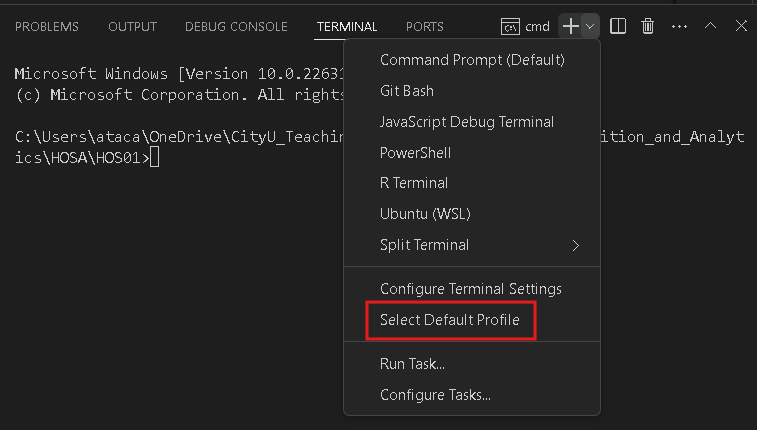 PROBLEMS OUTPUT DEBUG CONSOLE TERMINAL PORTS cmd
Microsoft Windows [Version 10.0.22631
(c) Microsoft Corporation. All rights
C:\Users\ataca\OneDrive\CityU_Teachin ition_and_Analyt
ics\HOSA\HOS01>
Command Prompt (Default)
Git Bash
JavaScript Debug Terminal
PowerShell
R Terminal
Ubuntu (WSL)
Split Terminal
Configure Terminal Settings
Select Default Profile
Run Task...
Configure Tasks...